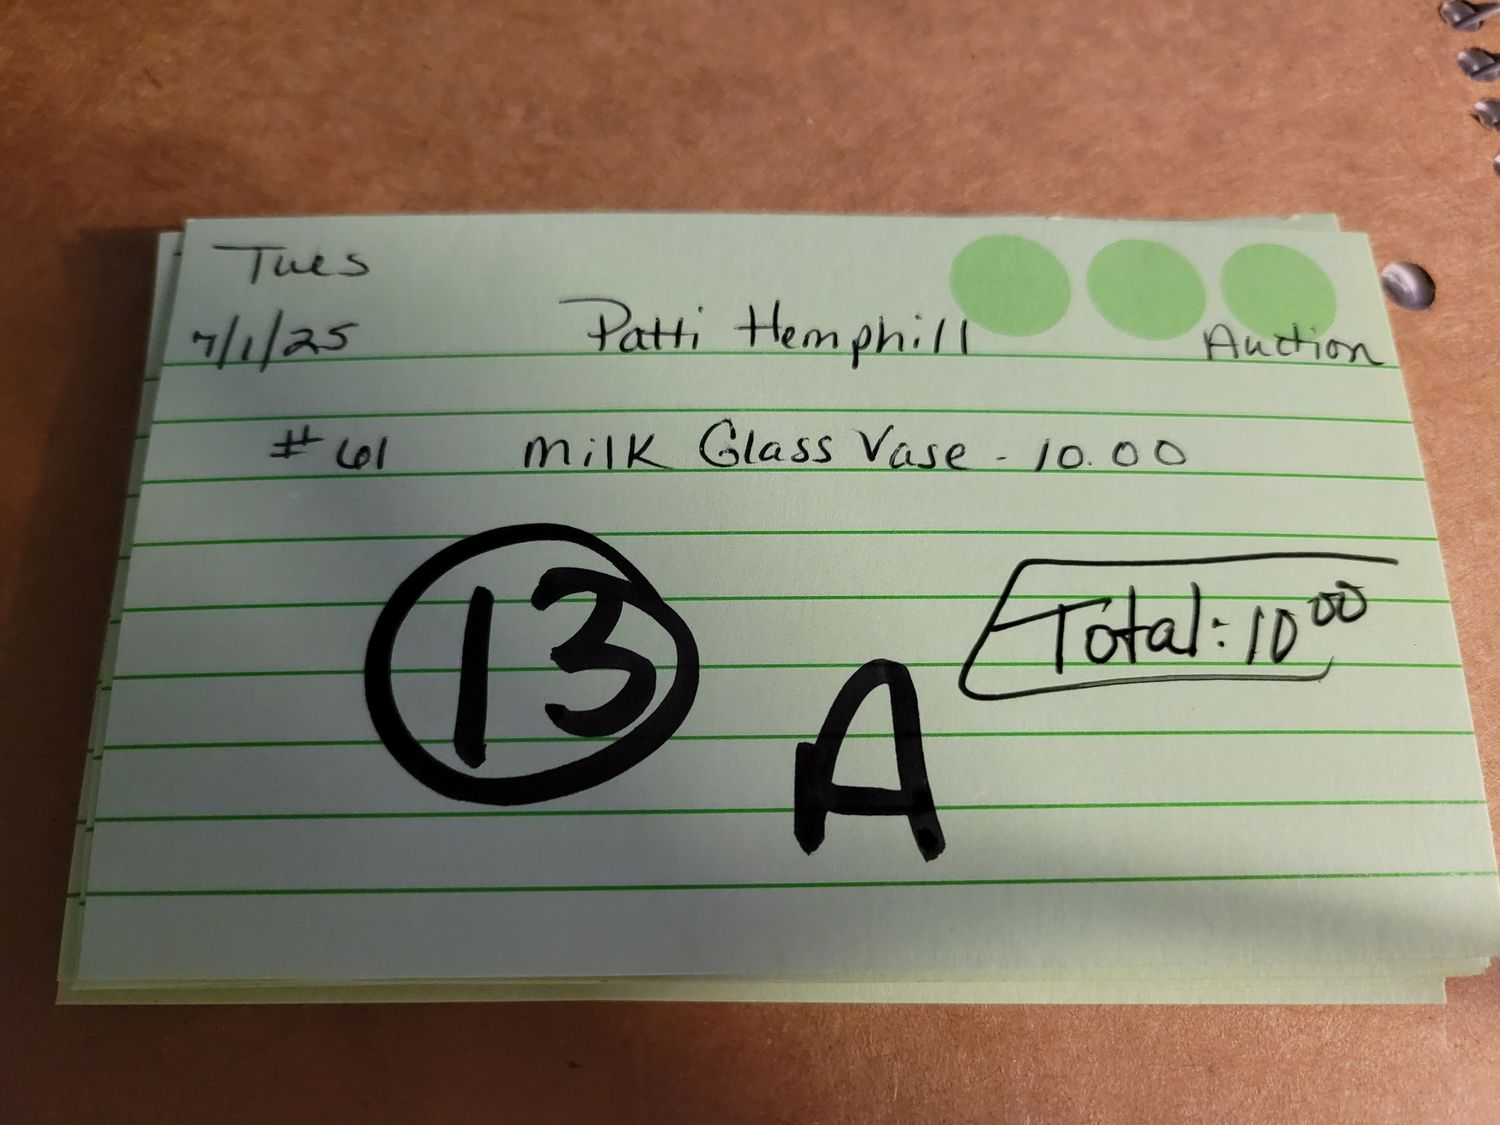 Tues
7/1/25 Patti Hemphill Auction
#61 Milk Glass Vase - 10.00
13
Total: 10 00
A